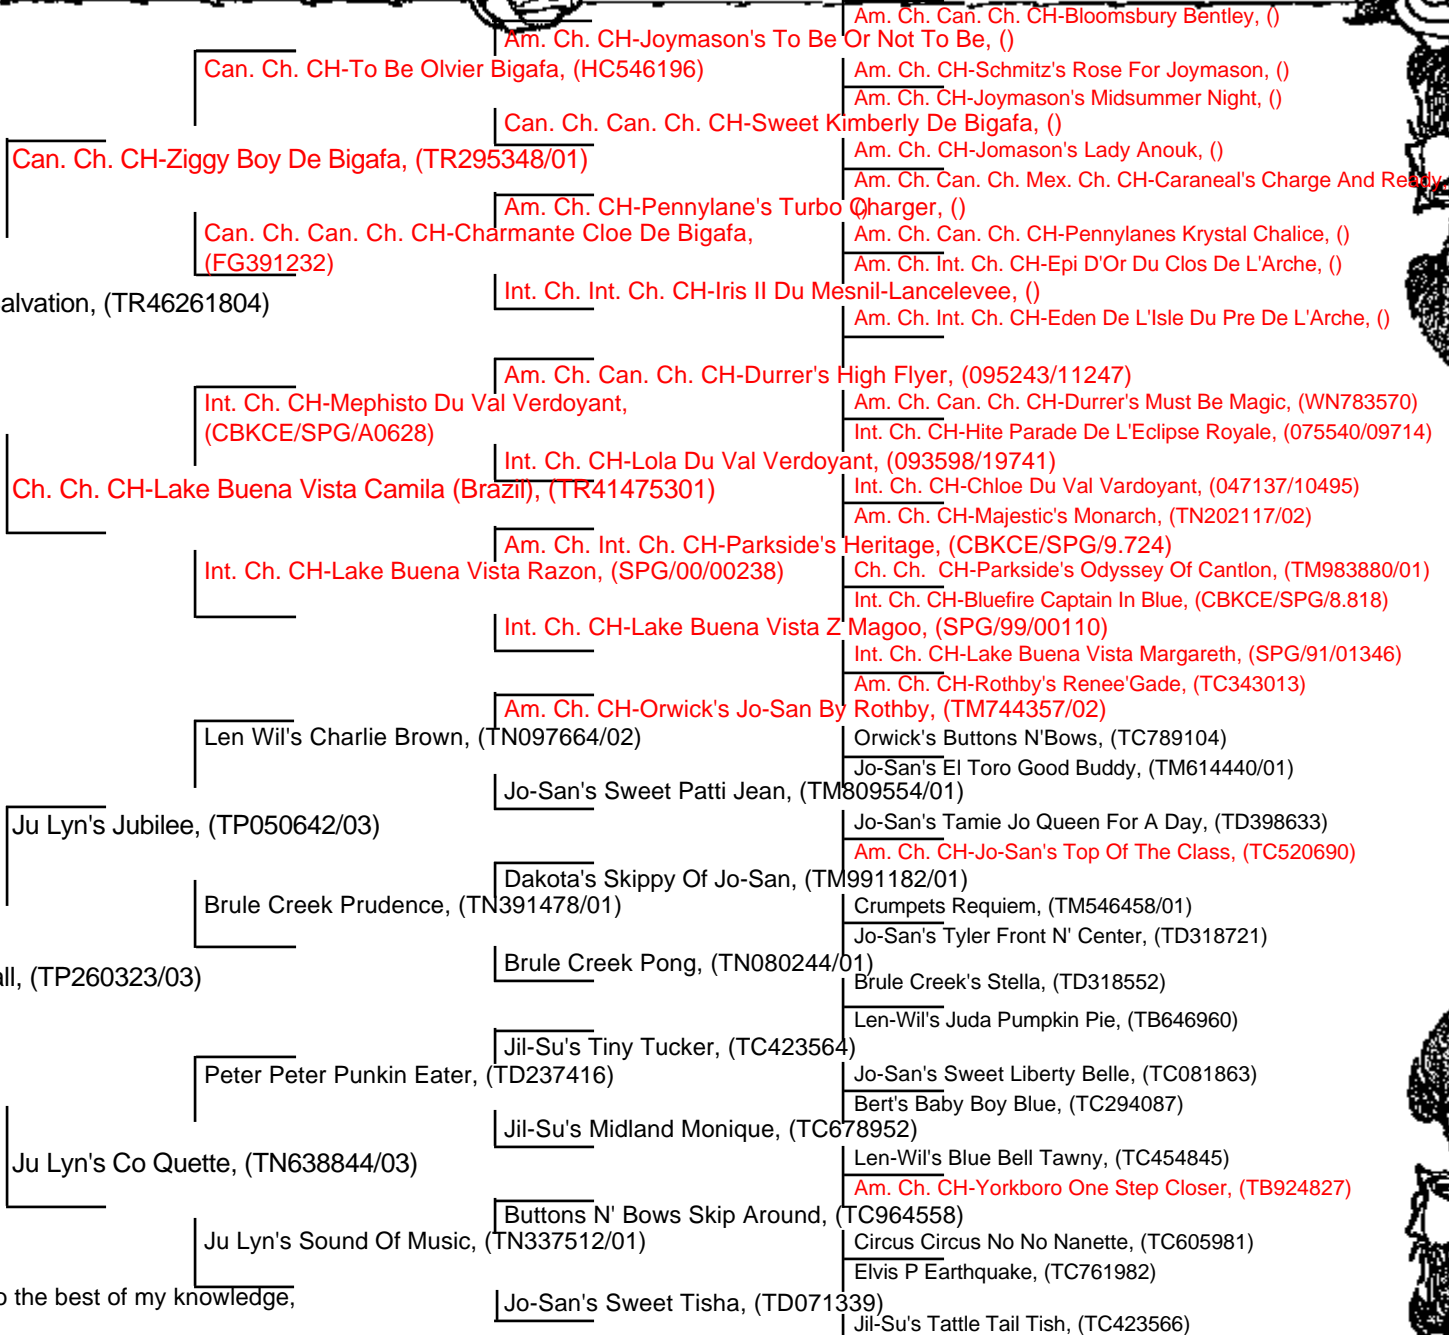 Am. Ch. Can. Ch. CH-Bloomsbury Bentley, ()
Am. Ch. CH-Joymason's To Be Or Not To Be, ()
Can. Ch. CH-To Be Olvier Bigafa, (HC546196)
Am. Ch. CH-Schmitz's Rose For Joymason, ()
Am. Ch. CH-Joymason's Midsummer Night, ()
Can. Ch. Can. Ch. CH-Sweet Kimberly De Bigafa, ()
Am. Ch. CH-Jomason's Lady Anouk, ()
Can. Ch. CH-Ziggy Boy De Bigafa, (TR295348/01)
Am. Ch. Can. Ch. Mex. Ch. CH-Caraneal's Charge And Ready,
()
Am. Ch. CH-Pennylane's Turbo Charger, ()
Can. Ch. Can. Ch. CH-Charmante Cloe De Bigafa,
(FG391232)
Am. Ch. Can. Ch. CH-Pennylanes Krystal Chalice, ()
Am. Ch. Int. Ch. CH-Epi D'Or Du Clos De L'Arche, ()
Int. Ch. Int. Ch. CH-Iris II Du Mesnil-Lancelevee, ()
alvation, (TR46261804)
Am. Ch. Int. Ch. CH-Eden De L'Isle Du Pre De L'Arche, ()
Am. Ch. Can. Ch. CH-Durrer's High Flyer, (095243/11247)
Int. Ch. CH-Mephisto Du Val Verdoyant,
(CBKCE/SPG/A0628)
Am. Ch. Can. Ch. CH-Durrer's Must Be Magic, (WN783570)
Int. Ch. CH-Hite Parade De L'Eclipse Royale, (075540/09714)
Int. Ch. CH-Lola Du Val Verdoyant, (093598/19741)
Int. Ch. CH-Chloe Du Val Vardoyant, (047137/10495)
Ch. Ch. CH-Lake Buena Vista Camila (Brazil), (TR41475301)
Am. Ch. CH-Majestic's Monarch, (TN202117/02)
Am. Ch. Int. Ch. CH-Parkside's Heritage, (CBKCE/SPG/9.724)
Int. Ch. CH-Lake Buena Vista Razon, (SPG/00/00238)
Ch. Ch.  CH-Parkside's Odyssey Of Cantlon, (TM983880/01)
Int. Ch. CH-Bluefire Captain In Blue, (CBKCE/SPG/8.818)
Int. Ch. CH-Lake Buena Vista Z Magoo, (SPG/99/00110)
Int. Ch. CH-Lake Buena Vista Margareth, (SPG/91/01346)
Am. Ch. CH-Rothby's Renee'Gade, (TC343013)
Am. Ch. CH-Orwick's Jo-San By Rothby, (TM744357/02)
Len Wil's Charlie Brown, (TN097664/02)
Orwick's Buttons N'Bows, (TC789104)
Jo-San's El Toro Good Buddy, (TM614440/01)
Jo-San's Sweet Patti Jean, (TM809554/01)
Ju Lyn's Jubilee, (TP050642/03)
Jo-San's Tamie Jo Queen For A Day, (TD398633)
Am. Ch. CH-Jo-San's Top Of The Class, (TC520690)
Dakota's Skippy Of Jo-San, (TM991182/01)
Brule Creek Prudence, (TN391478/01)
Crumpets Requiem, (TM546458/01)
Jo-San's Tyler Front N' Center, (TD318721)
Brule Creek Pong, (TN080244/01)
all, (TP260323/03)
Brule Creek's Stella, (TD318552)
Len-Wil's Juda Pumpkin Pie, (TB646960)
Jil-Su's Tiny Tucker, (TC423564)
Peter Peter Punkin Eater, (TD237416)
Jo-San's Sweet Liberty Belle, (TC081863)
Bert's Baby Boy Blue, (TC294087)
Jil-Su's Midland Monique, (TC678952)
Len-Wil's Blue Bell Tawny, (TC454845)
Ju Lyn's Co Quette, (TN638844/03)
Am. Ch. CH-Yorkboro One Step Closer, (TB924827)
Buttons N' Bows Skip Around, (TC964558)
Ju Lyn's Sound Of Music, (TN337512/01)
Circus Circus No No Nanette, (TC605981)
Elvis P Earthquake, (TC761982)
o the best of my knowledge,
Jo-San's Sweet Tisha, (TD071339)
Jil-Su's Tattle Tail Tish, (TC423566)